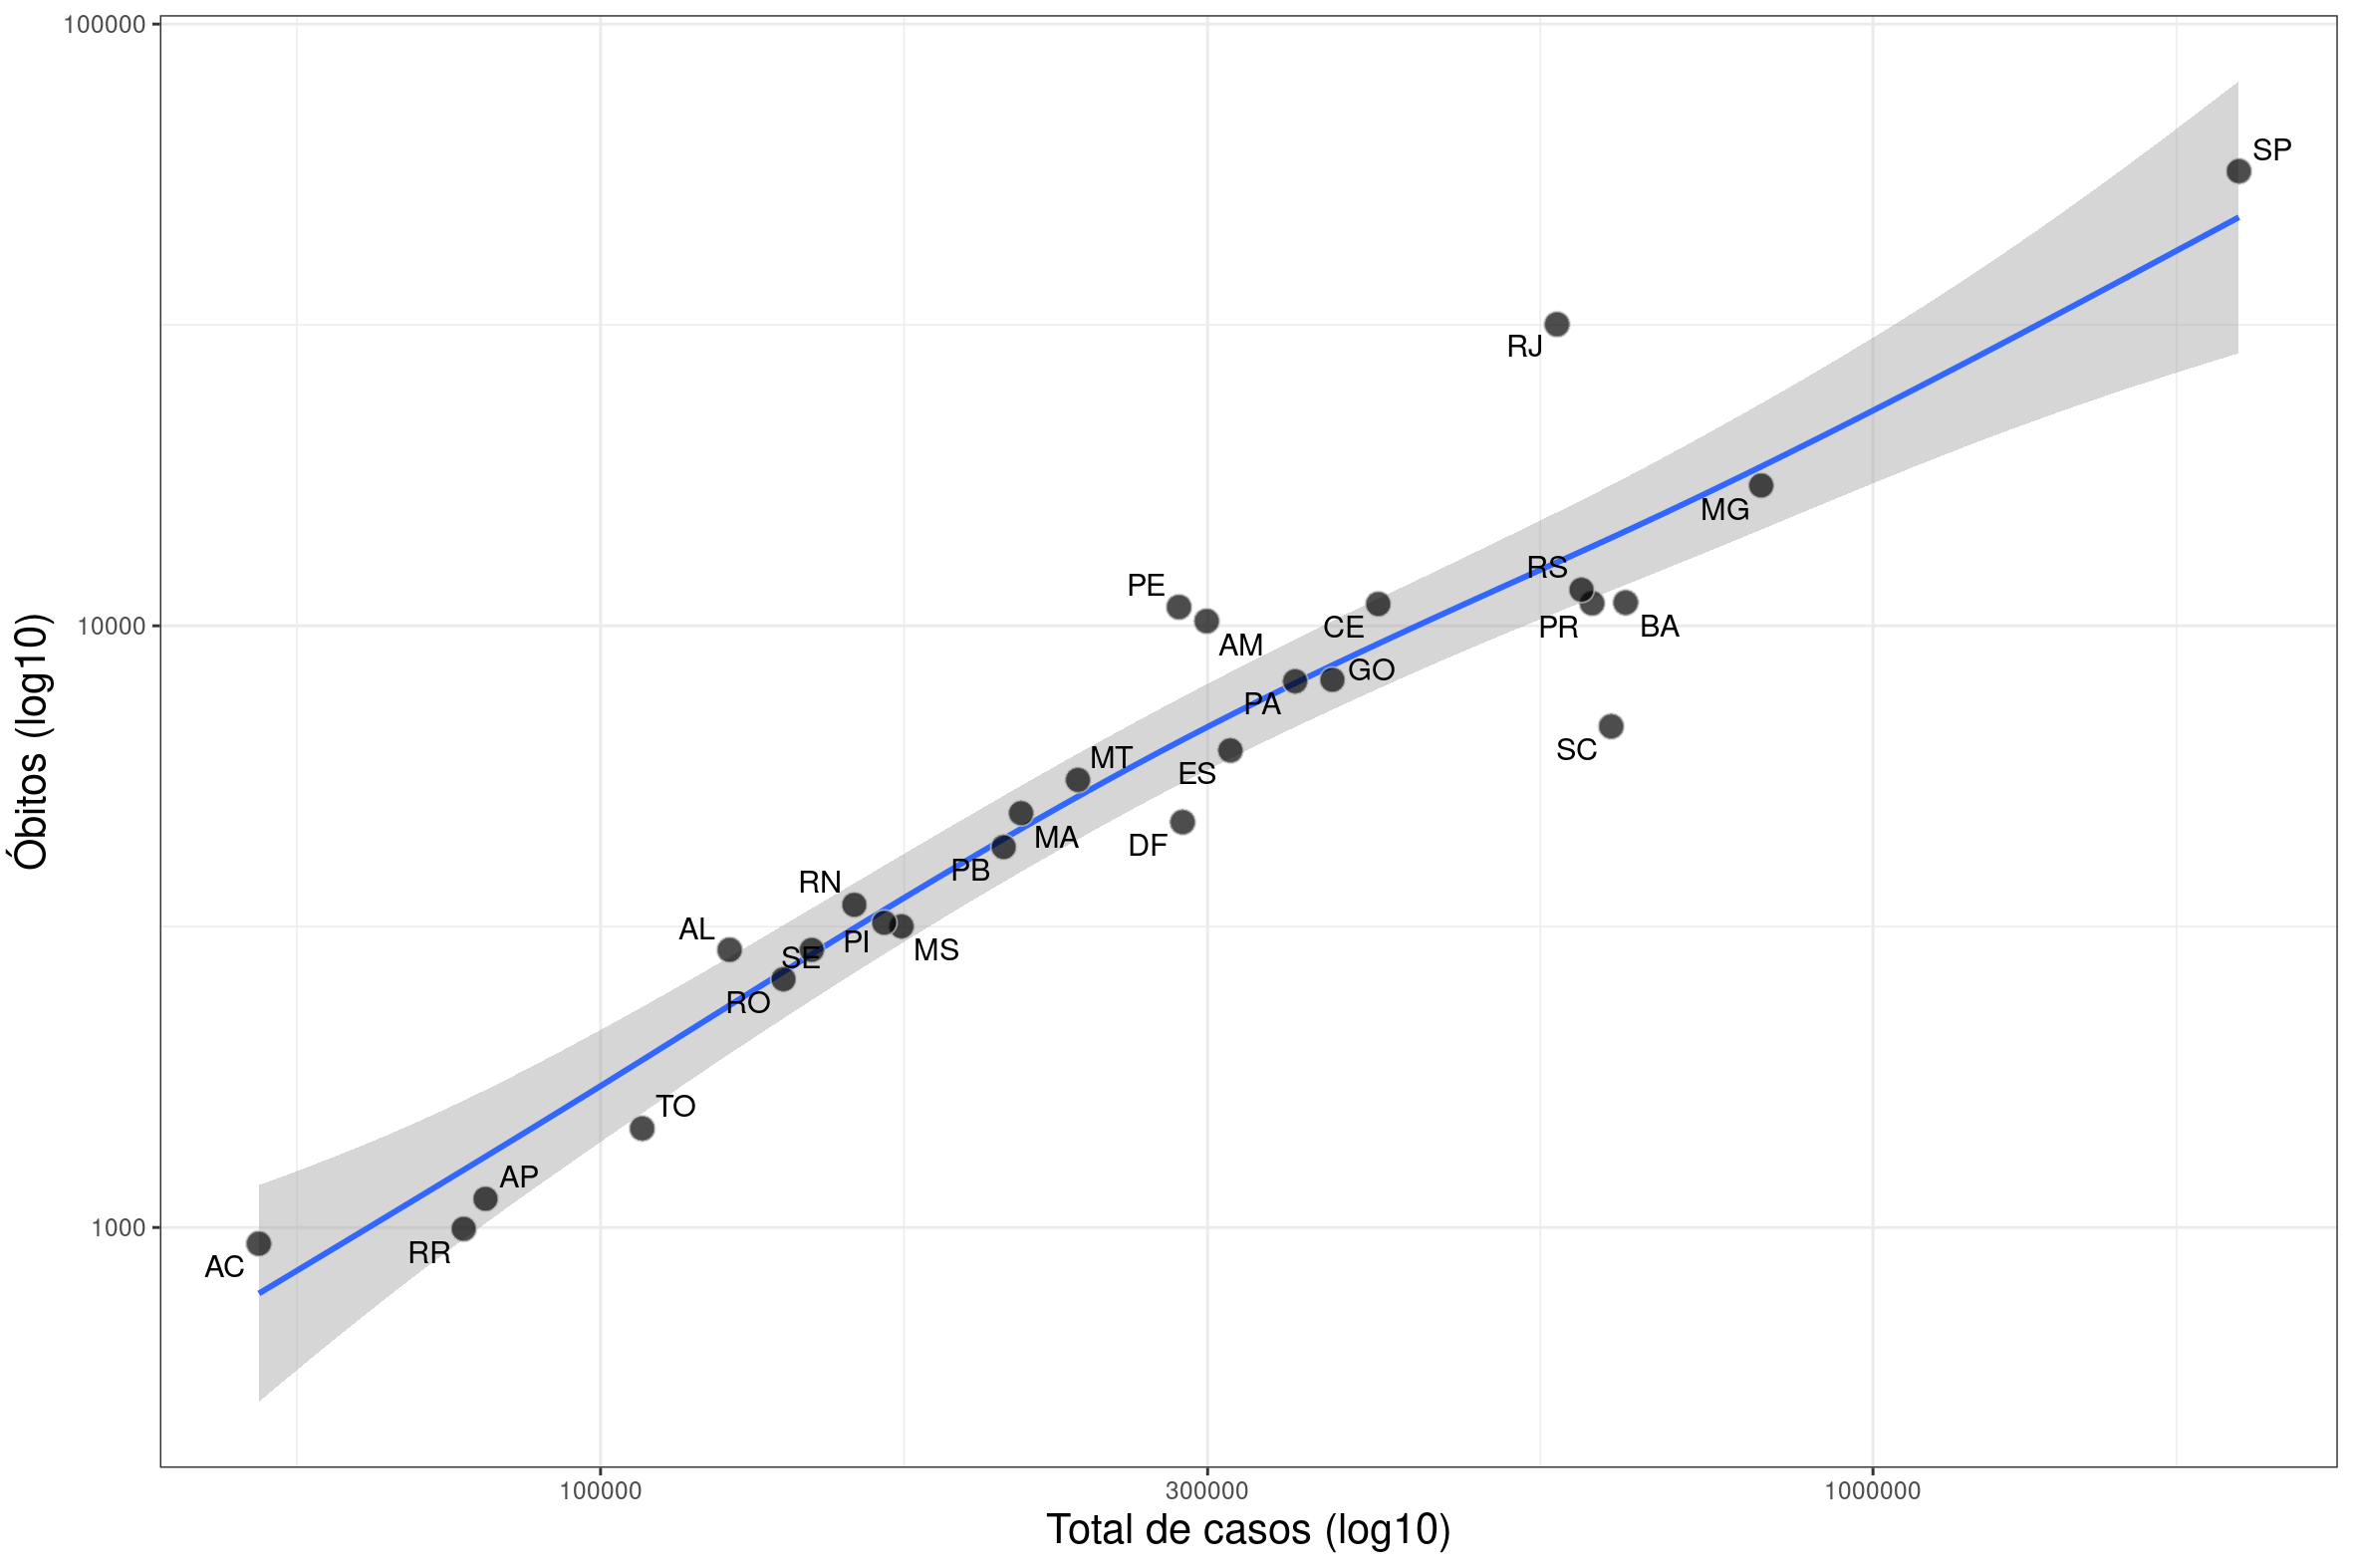 100000
10000
1000
Óbitos (log10)
SP
RJ
MG
RS
PE
PR
BA
CE
AM
GO
PA
SC
MT
ES
MA
DF
PB
RN
AL
PI
MS
SE
RO
TO
AP
RR
AC
100000
300000
1000000
Total de casos (log10)